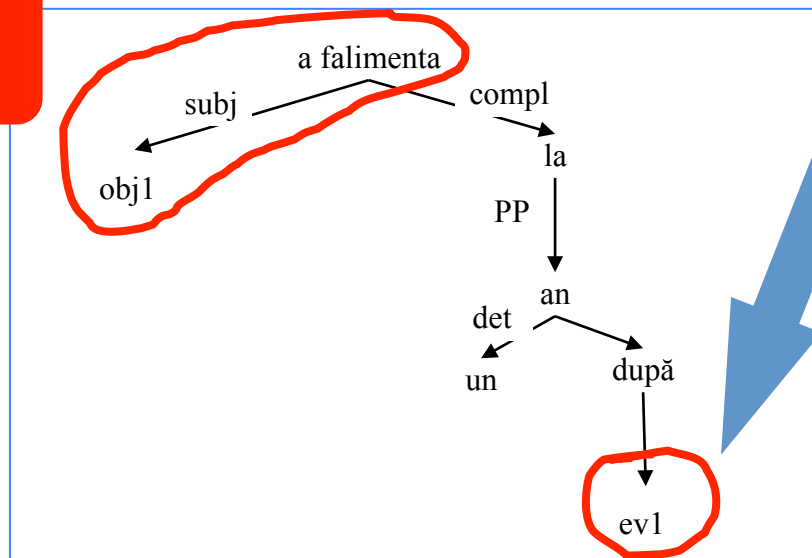 a falimenta
subj
compl
obj1
la
PP
an
det
un
după
ev1